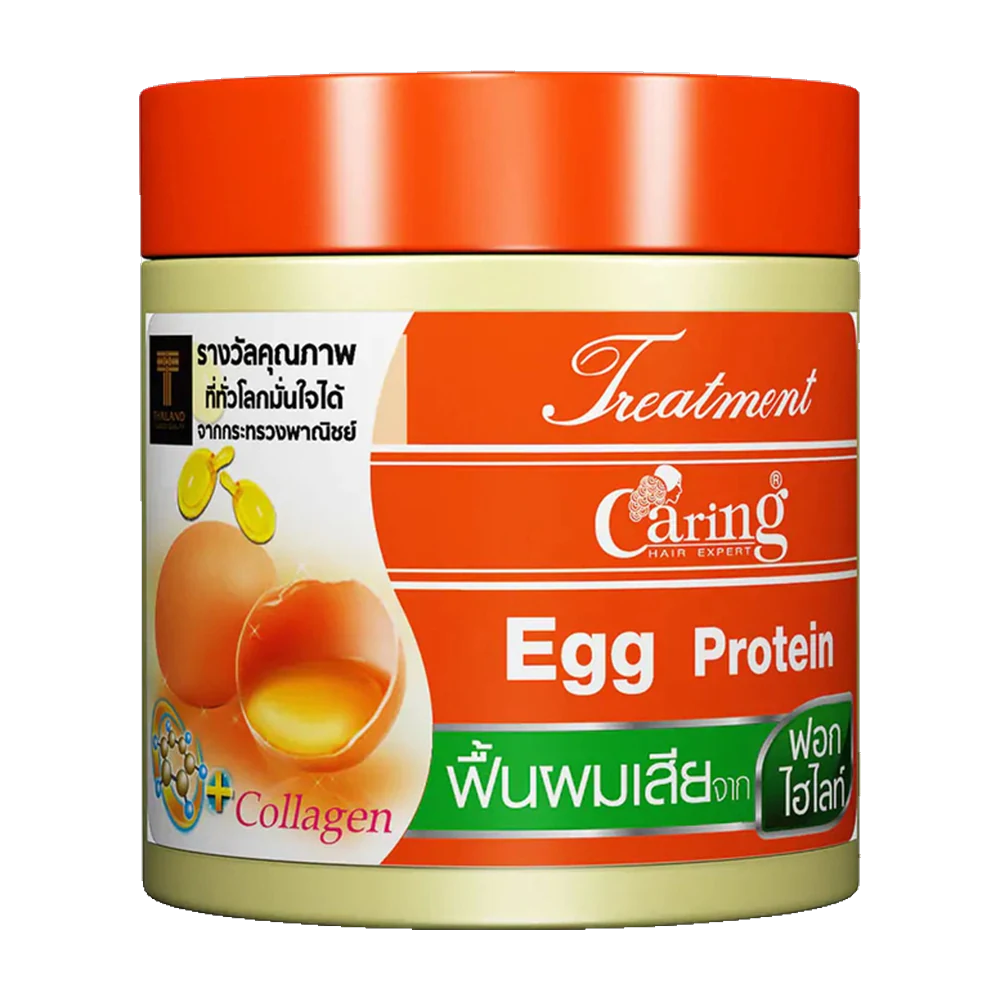 รางวัลคุณภาพ
ที่ทั่วโลกมั่นใจได้
จากกระทรวงพาณิชย์
THAILAND
Treatment
Caring®
HAIR EXPERT
Egg Protein
ฟื้นผมเสียจาก
ฟอก
ไฮไลท์
+Collagen